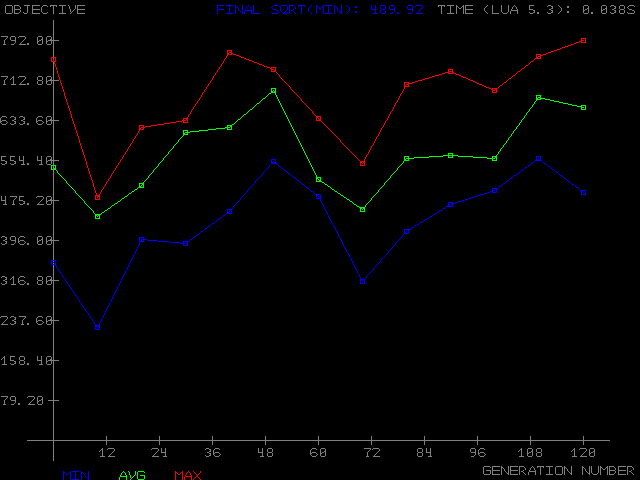 OBJECTIVE FINAL SORT(MIN): 489.92 TIME (LUA 5.3): 0.038S
792.00
712.80
633.60
554.40
475.20
396.00
316.80
237.60
158.40
79.20
12 24 36 48 60 72 84 96 108 120
GENERATION NUMBER
MIN AVG MAX